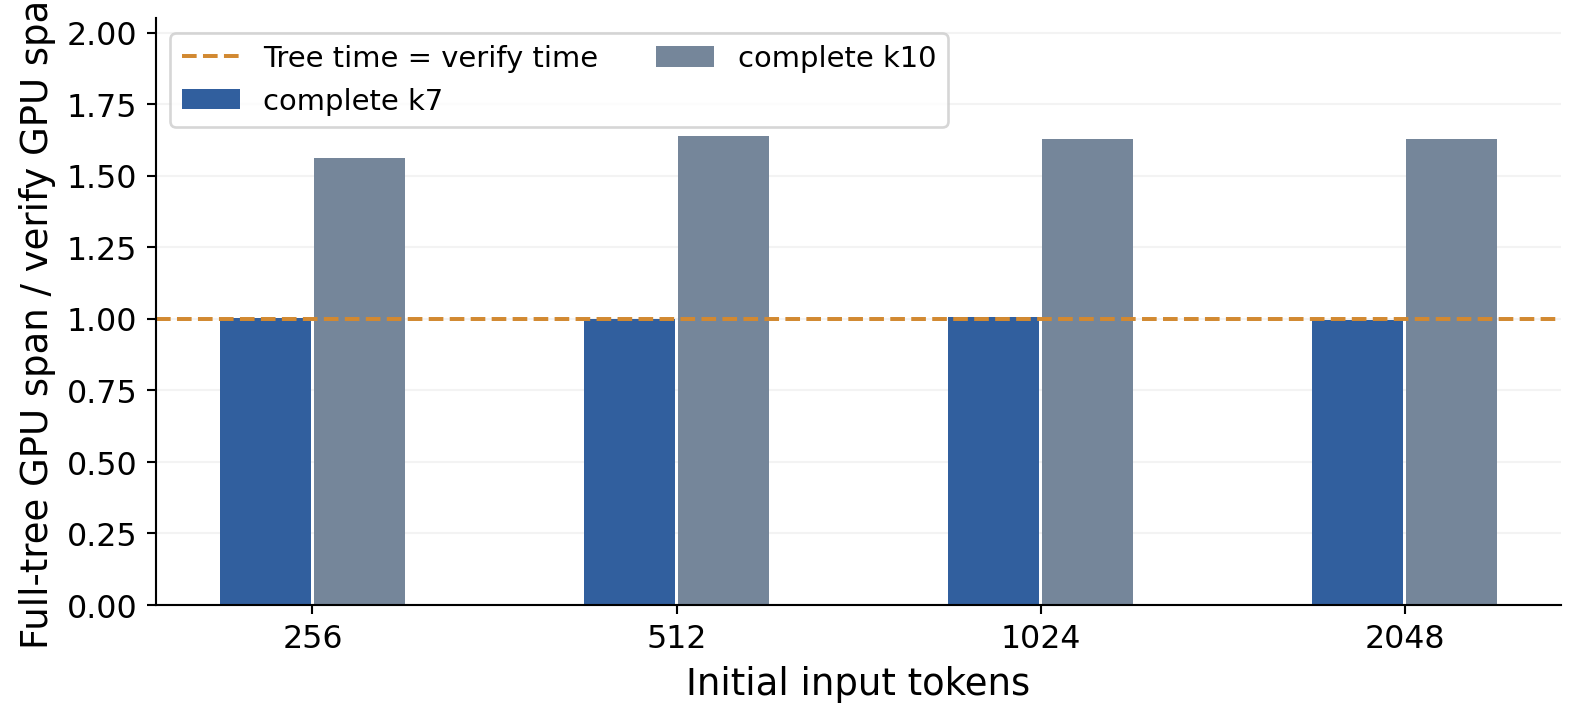 Full-tree GPU span / verify GPU spa
2.00
1.75
1.50
1.25
1.00
0.75
0.50
0.25
0.00
Tree time = verify time
complete k7
complete k10
256
512
1024
2048
Initial input tokens